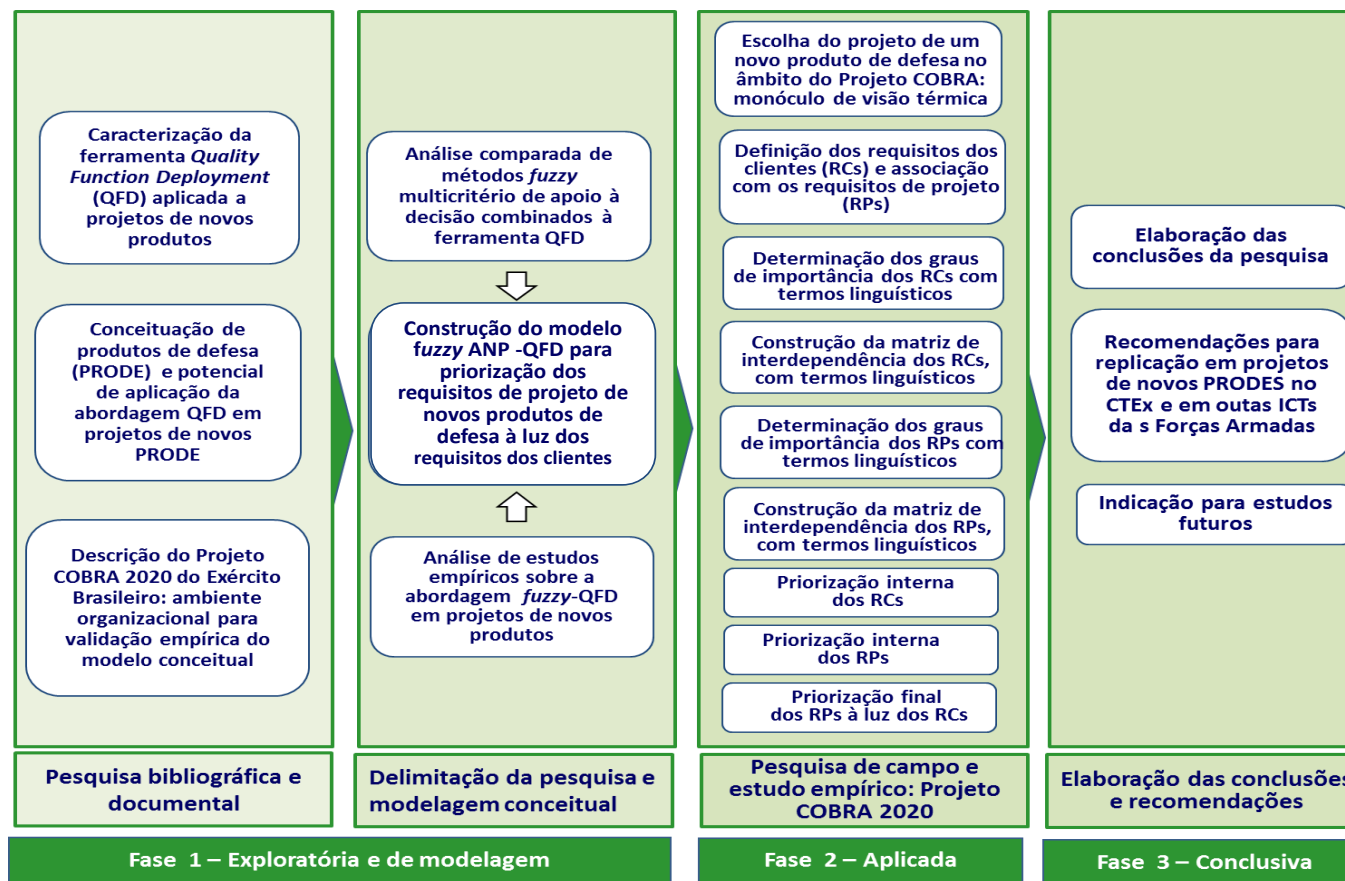 Caracterização da
ferramenta Quality
Function Deployment
(QFD) aplicada a
projetos de novos
produtos
Conceituação de
produtos de defesa
(PRODE) e potencial
de aplicação da
abordagem QFD em
projetos de novos
PRODE
Descrição do Projeto
COBRA 2020 do Exército
Brasileiro: ambiente
organizacional para
validação empírica do
modelo conceitual
Pesquisa bibliográfica e
documental
Análise comparada de
métodos fuzzy
multicritério de apoio à
decisão combinados à
ferramenta QFD
Construção do modelo
fuzzy ANP -QFD para
priorização dos
requisitos de projeto de
novos produtos de
defesa à luz dos
requisitos dos clientes
Análise de estudos
empíricos sobre a
abordagem fuzzy-QFD
em projetos de novos
produtos
Delimitação da pesquisa e
modelagem conceitual
Fase 1 – Exploratória e de modelagem
Escolha do projeto de um
novo produto de defesa no
âmbito do Projeto COBRA:
monóculo de visão térmica
Definição dos requisitos dos
clientes (RCs) e associação
com os requisitos de projeto
(RPs)
Determinação dos graus
de importância dos RCs com
termos linguísticos
Construção da matriz de
interdependência dos RCs,
com termos linguísticos
Determinação dos graus
de importância dos RPs com
termos linguísticos
Construção da matriz de
interdependência dos RPs,
com termos linguísticos
Priorização interna
dos RCs
Priorização interna
dos RPs
Priorização final
dos RPs à luz dos RCs
Pesquisa de campo e
estudo empírico: Projeto
COBRA 2020
Fase 2 – Aplicada
Elaboração das
conclusões da pesquisa
Recomendações para
replicação em projetos
de novos PRODES no
CTEx e em outas ICTs
da s Forças Armadas
Indicação para estudos
futuros
Elaboração das conclusões
e recomendações
Fase 3 – Conclusiva